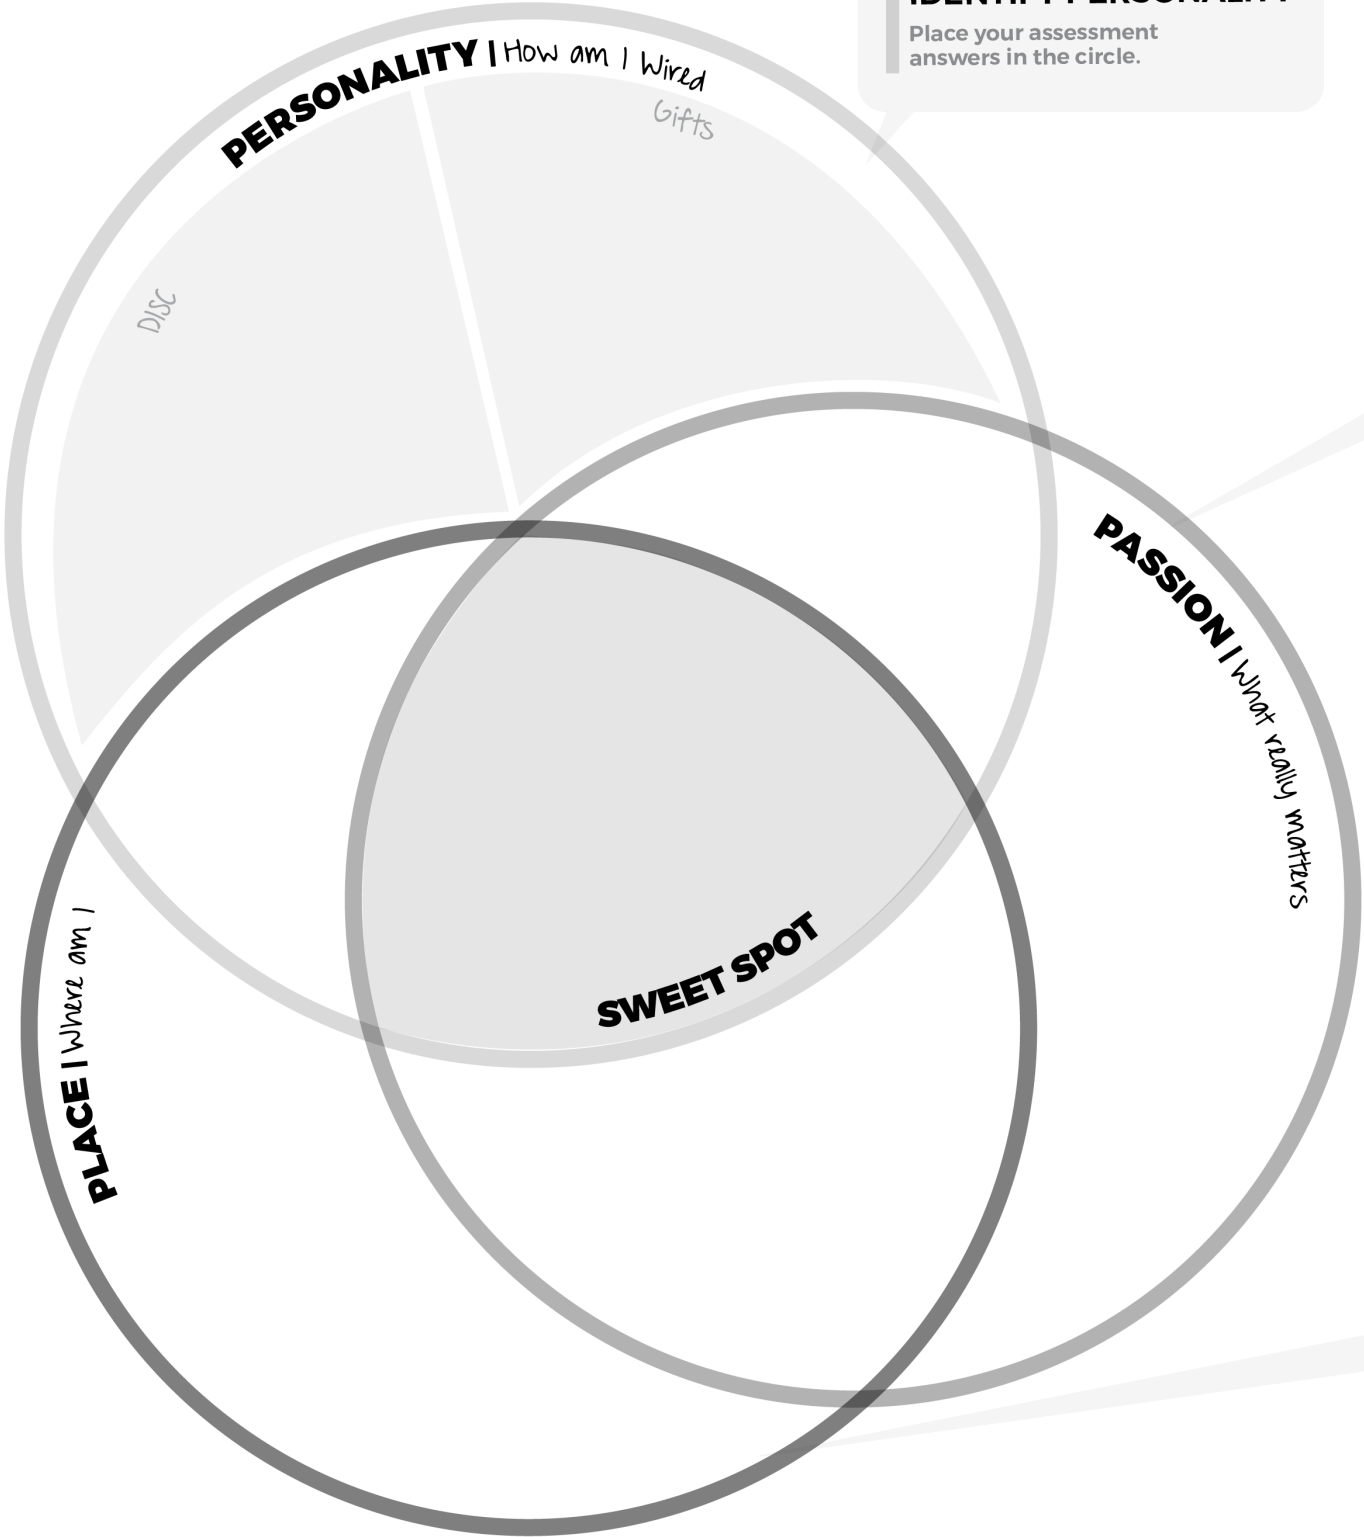 IDENTIFY PERSONALITY
Place your assessment
answers in the circle.
PERSONALITY | How am I Wired
Gifts
DISC
PASSION | What really matters
SWEET SPOT
PLACE | Where am I